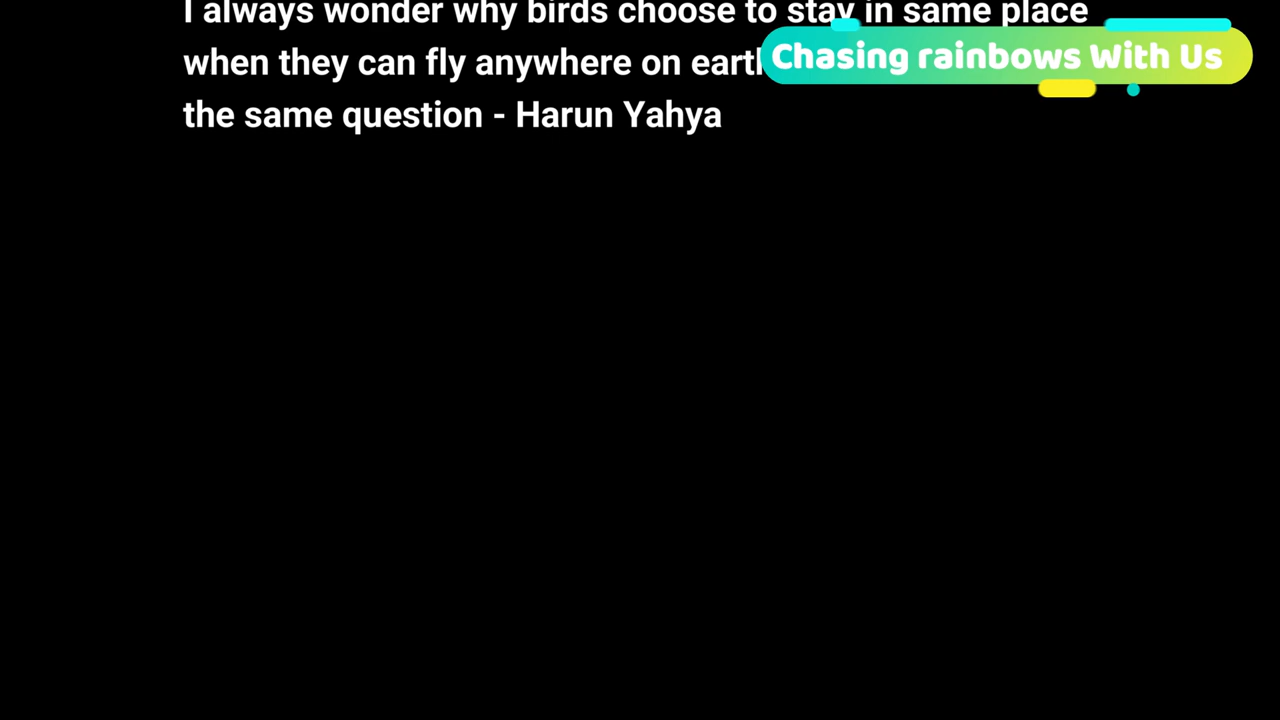 I always wonder why birds choose to stay in same place
when they can fly anywhere on
the same question - Harun Yahya
Chasing rainbows With Us